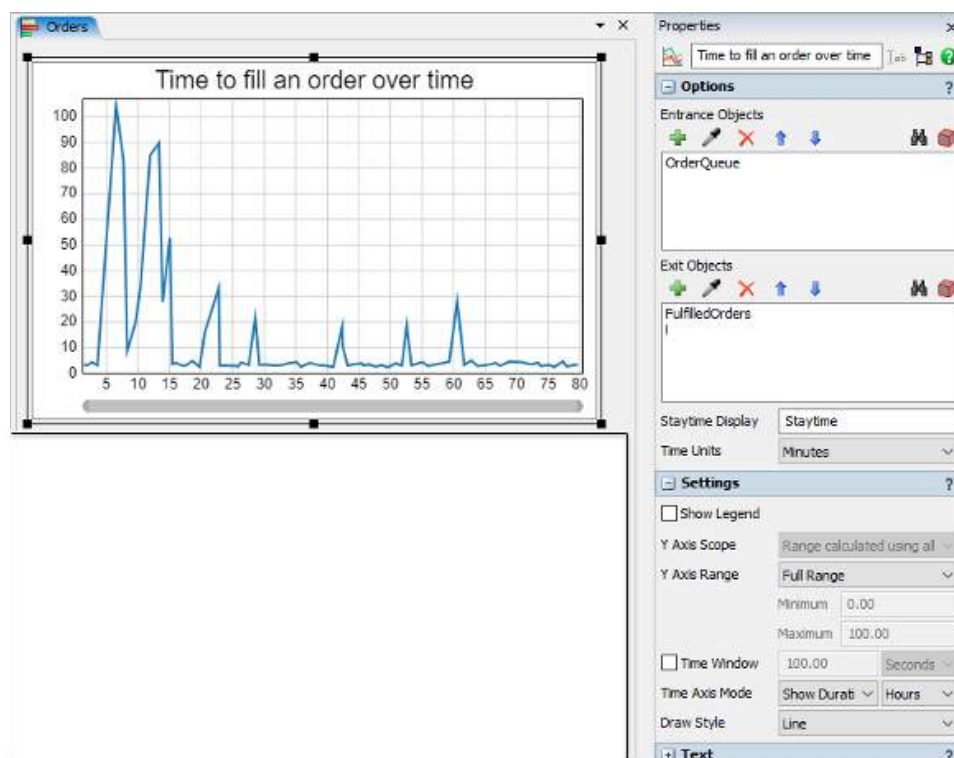 Orders
Time to fill an order over time
100
90
80
70
60
50
40
30
20
10
0
5 10 15 20 25 30 35 40 45 50 55 60 65 70 75 80
Properties
Time to fill an order over time
Options ?
Entrance Objects
OrderQueue
Exit Objects
FulfilledOrders
Staytime Display Staytime
Time Units Minutes
Settings ?
Show Legend
Y Axis Scope Range calculated using all
Y Axis Range Full Range
Minimum 0.00
Maximum 100.00
Time Window 100.00 Seconds
Time Axis Mode Show Durati Hours
Draw Style Line
Text ?